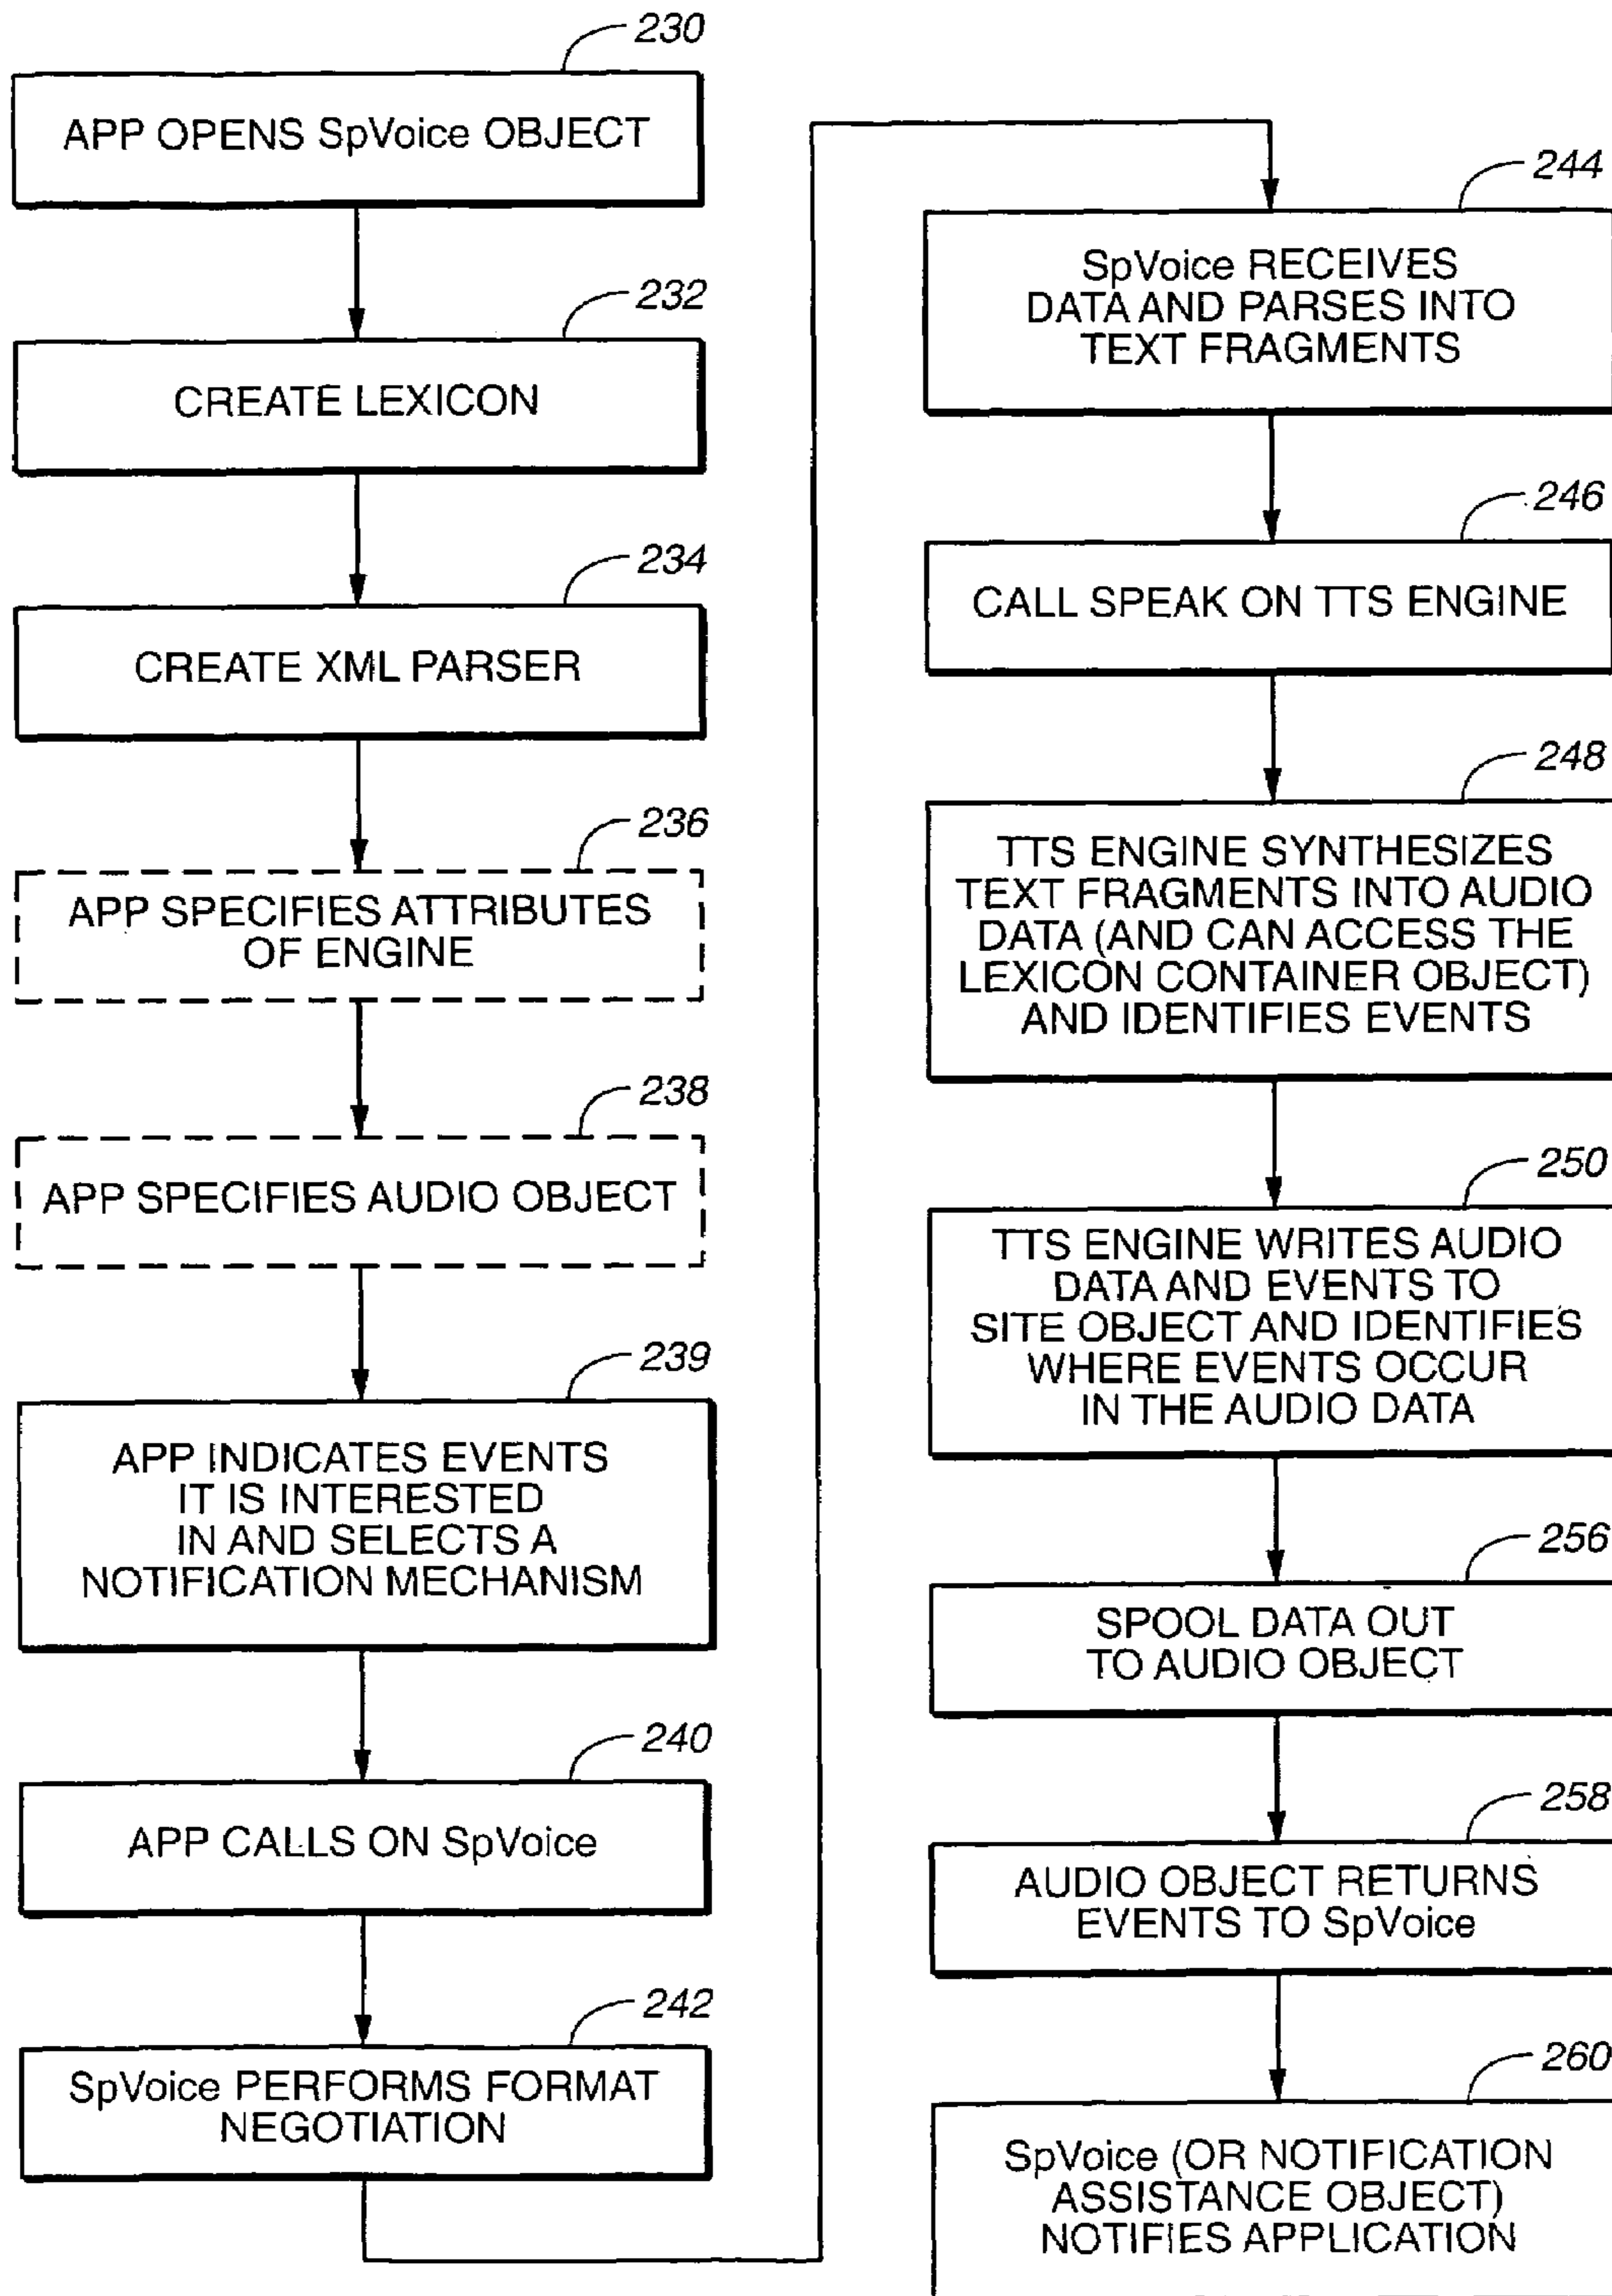 230
APP OPENS SpVoice OBJECT
232
CREATE LEXICON
234
CREATE XML PARSER
236
APP SPECIFIES ATTRIBUTES
OF ENGINE
238
APP SPECIFIES AUDIO OBJECT
239
APP INDICATES EVENTS
IT IS INTERESTED
IN AND SELECTS A
NOTIFICATION MECHANISM
240
APP CALLS ON SpVoice
242
SpVoice PERFORMS FORMAT
NEGOTIATION
244
SpVoice RECEIVES
DATA AND PARSES INTO
TEXT FRAGMENTS
246
CALL SPEAK ON TTS ENGINE
248
TTS ENGINE SYNTHESIZES
TEXT FRAGMENTS INTO AUDIO
DATA (AND CAN ACCESS THE
LEXICON CONTAINER OBJECT)
AND IDENTIFIES EVENTS
250
TTS ENGINE WRITES AUDIO
DATA AND EVENTS TO
SITE OBJECT AND IDENTIFIES
WHERE EVENTS OCCUR
IN THE AUDIO DATA
256
SPOOL DATA OUT
TO AUDIO OBJECT
258
AUDIO OBJECT RETURNS
EVENTS TO SpVoice
260
SpVoice (OR NOTIFICATION
ASSISTANCE OBJECT)
NOTIFIES APPLICATION